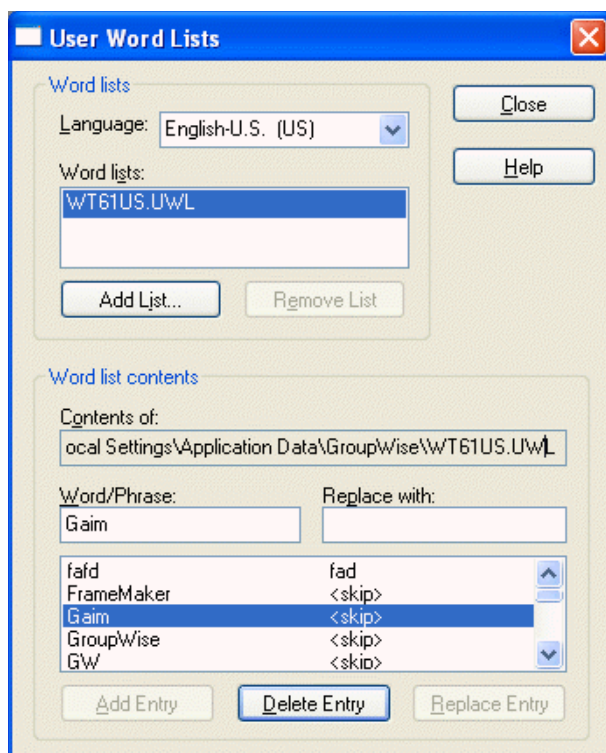 User Word Lists
Word lists
Language: English-U.S. (US)
Close
Word lists:
Help
WT61US.UWL
Add List... Remove List
Word list contents
Contents of:
ocal Settings\Application Data\GroupWise\WT61US.UWL
Word/Phrase: Replace with:
Gaim
fafd fad
FrameMaker <skip>
Gaim <skip>
GroupWise <skip>
GW <skip>
Add Entry Delete Entry Replace Entry